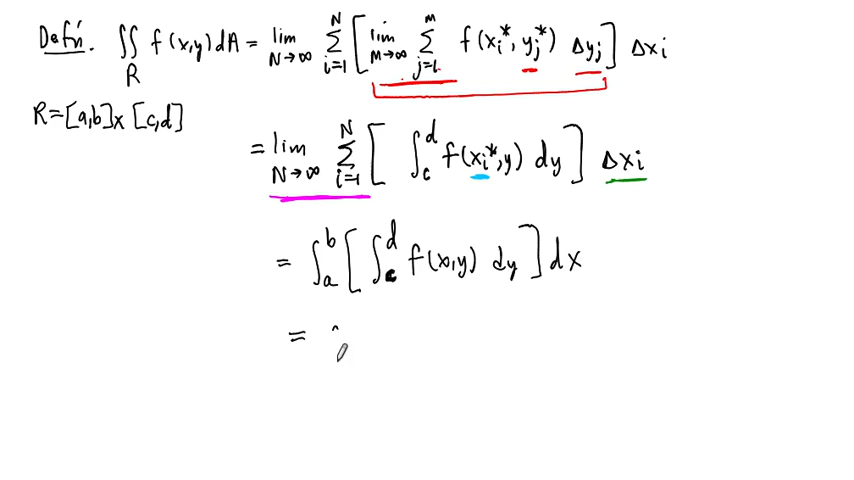 Defn. ∬_R f(x,y) dA = lim_{N→∞} Σ_{i=1}^{N} [ lim_{M→∞} Σ_{j=1}^{m} f(x_i*, y_j*) Δy_j ] Δx_i
R = [a,b] x [c,d]
= lim_{N→∞} Σ_{i=1}^{N} [ ∫_c^d f(x_i*, y) dy ] Δx_i
= ∫_a^b [ ∫_c^d f(x,y) dy ] dx
=